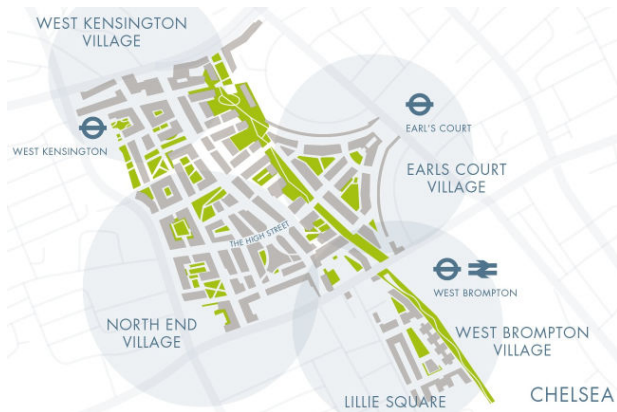 WEST KENSINGTON
VILLAGE
WEST KENSINGTON
EARL'S COURT
EARLS COURT
VILLAGE
THE HIGH STREET
WEST BROMPTON
NORTH END
VILLAGE
WEST BROMPTON
VILLAGE
LILLIE SQUARE
CHELSEA